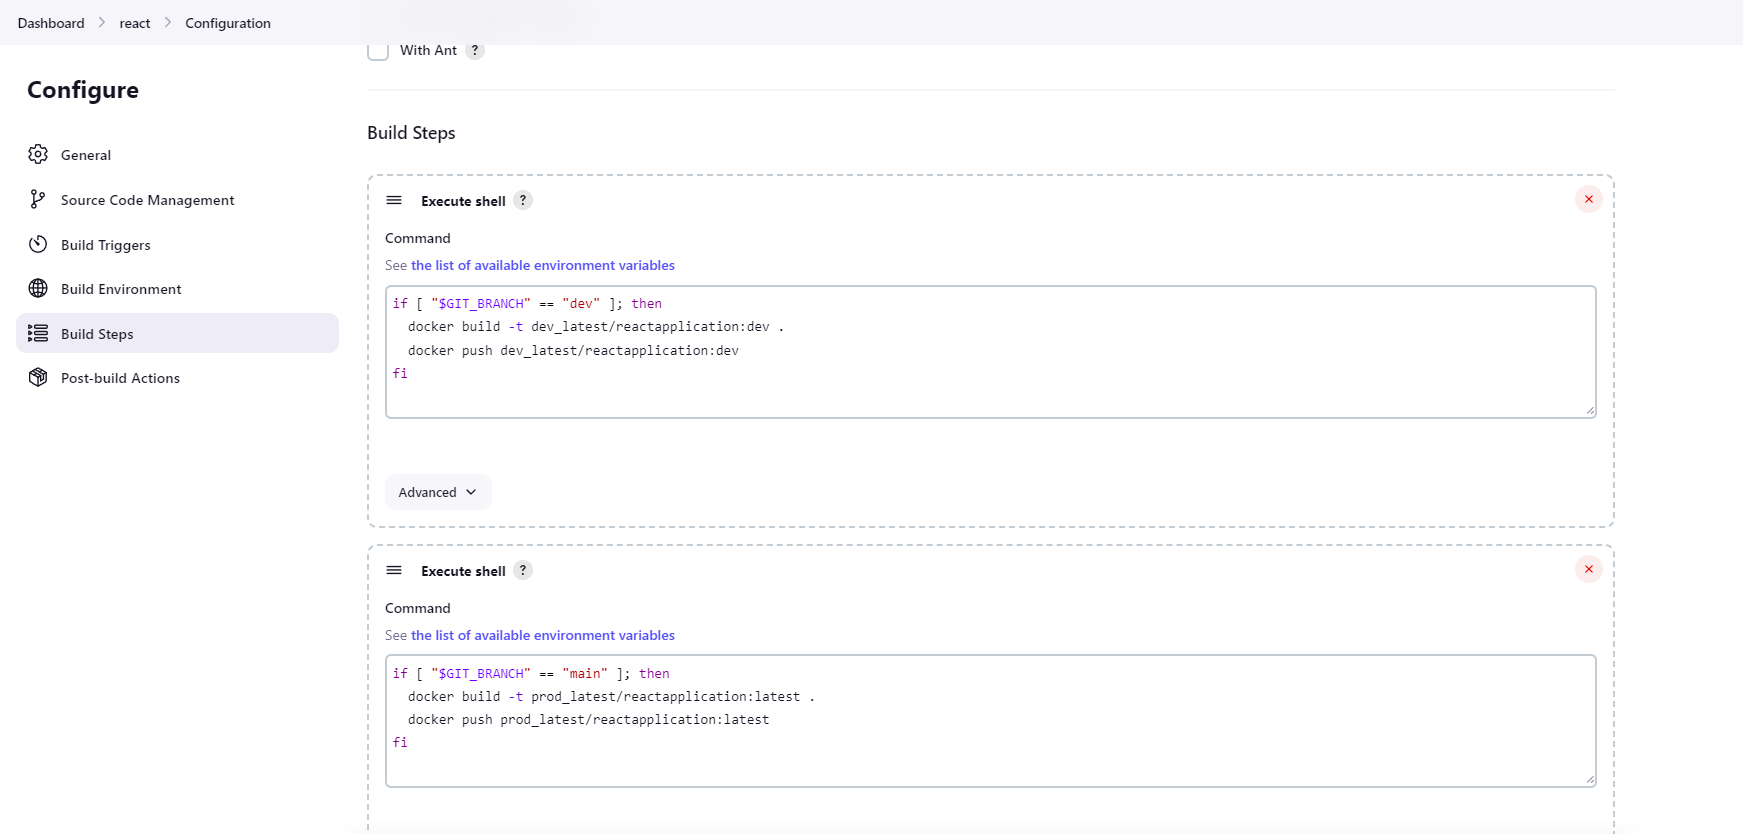 Dashboard > react > Configuration
With Ant ?
Configure
General
Source Code Management
Build Triggers
Build Environment
Build Steps
Post-build Actions
Build Steps
Execute shell ?
Command
See the list of available environment variables
if [ "$GIT_BRANCH" == "dev" ]; then
  docker build -t dev_latest/reactapplication:dev .
  docker push dev_latest/reactapplication:dev
fi
Advanced
Execute shell ?
Command
See the list of available environment variables
if [ "$GIT_BRANCH" == "main" ]; then
  docker build -t prod_latest/reactapplication:latest .
  docker push prod_latest/reactapplication:latest
fi